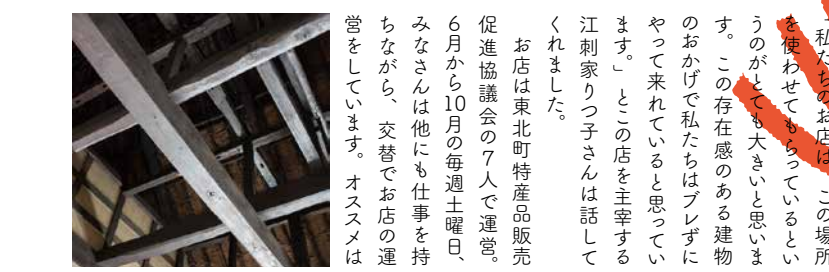 「私たちのお店は、この場所
を使わせてもらっているとい
うのがとても大きいと思いま
す。この存在感のある建物
のおかげで私たちはブレずに
やって来れていると思ってい
ます。」とこの店を主宰する
江刺家りつ子さんは話して
くれました。
お店は東北町特産品販売
促進協議会の7人で運営。
6月から10月の毎週土曜日、
みなさんは他にも仕事を持
ちながら、交替でお店の運
営をしています。オススメは